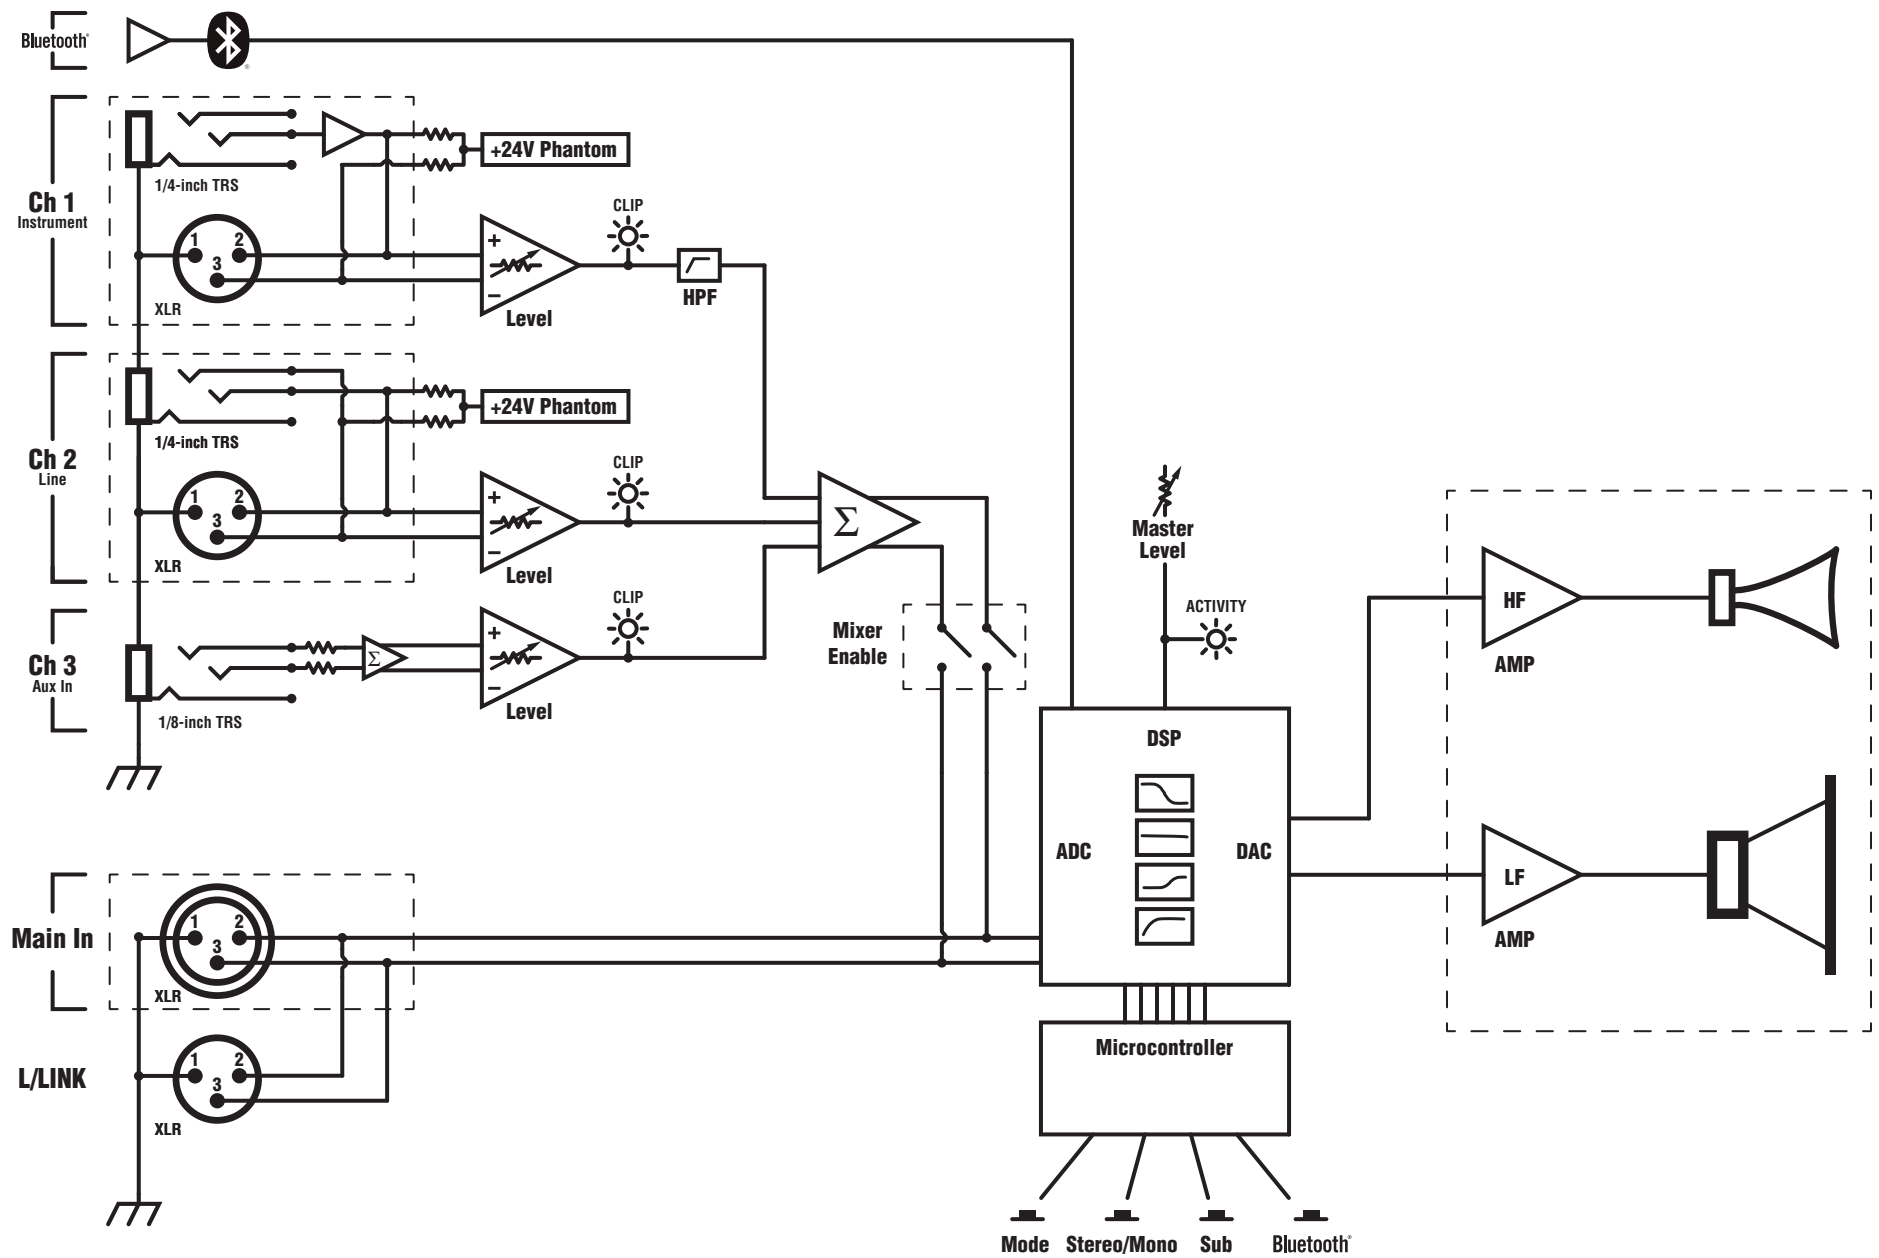 Bluetooth®
®
Ch 1
Instrument
1/4-inch TRS
+24V Phantom
1 2
3
XLR
+
−
Level
CLIP
HPF
Ch 2
Line
1/4-inch TRS
+24V Phantom
1 2
3
XLR
+
−
Level
CLIP
Σ
Ch 3
Aux In
1/8-inch TRS
Σ
+
−
Level
CLIP
Mixer
Enable
Master
Level
ACTIVITY
DSP
ADC
DAC
HF
AMP
LF
AMP
Main In
1 2
3
XLR
L/LINK
1 2
3
XLR
Microcontroller
Mode Stereo/Mono Sub Bluetooth®